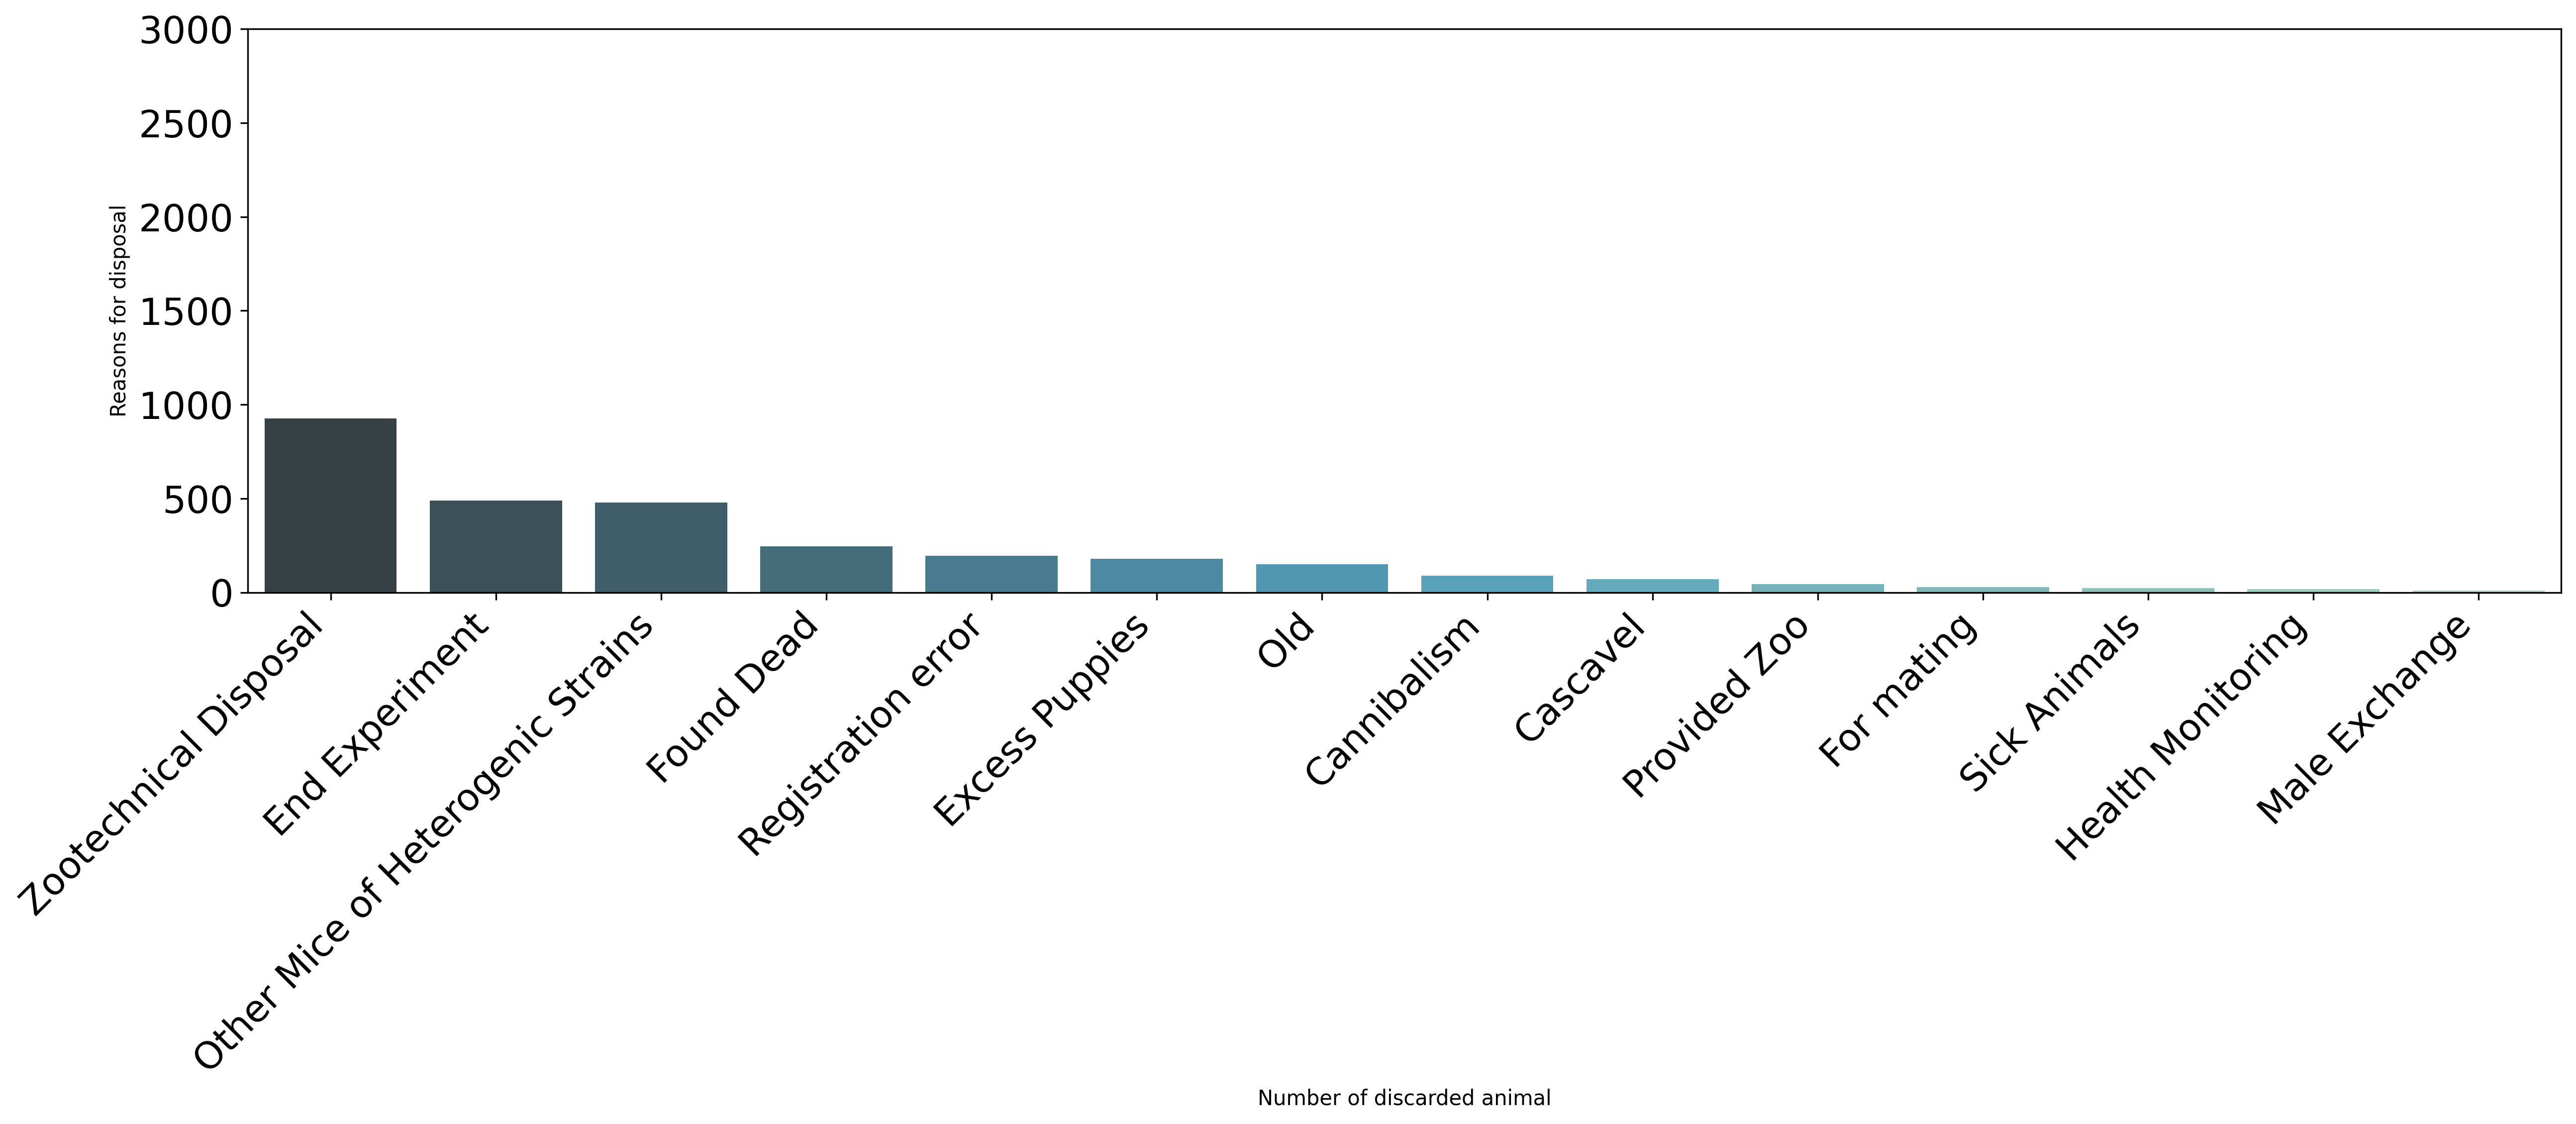 3000
2500
2000
1500
1000
500
0
Reasons for disposal
Zootechnical Disposal
End Experiment
Other Mice of Heterogenic Strains
Found Dead
Registration error
Excess Puppies
Old
Cannibalism
Cascavel
Provided Zoo
For mating
Sick Animals
Health Monitoring
Male Exchange
Number of discarded animal